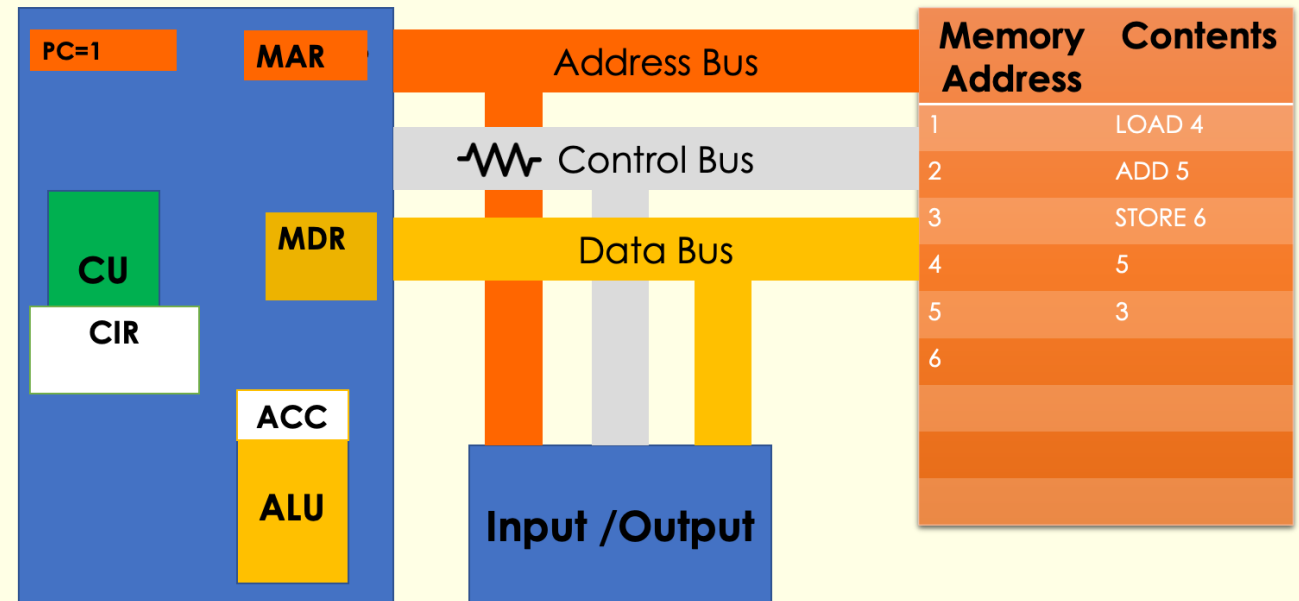 PC=1
MAR
Address Bus
Memory Contents
Address
1 LOAD 4
Control Bus
2 ADD 5
3 STORE 6
MDR
Data Bus
CU
4 5
5 3
CIR
6
ACC
ALU
Input /Output